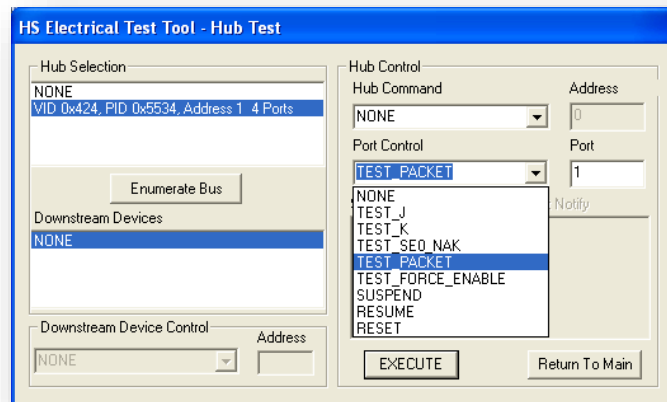 HS Electrical Test Tool - Hub Test
Hub Selection
NONE
VID 0x424, PID 0x5534, Address 1 4 Ports
Enumerate Bus
Downstream Devices
NONE
Downstream Device Control
Address
NONE
Hub Control
Hub Command
Address
NONE
0
Port Control
Port
TEST_PACKET
1
Notify
NONE
TEST_J
TEST_K
TEST_SE0_NAK
TEST_PACKET
TEST_FORCE_ENABLE
SUSPEND
RESUME
RESET
EXECUTE
Return To Main